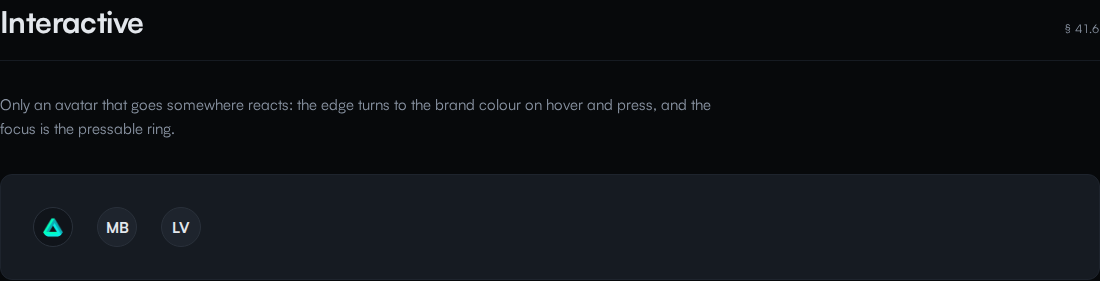 Interactive
§ 41.6
Only an avatar that goes somewhere reacts: the edge turns to the brand colour on hover and press, and the
focus is the pressable ring.
MB
LV